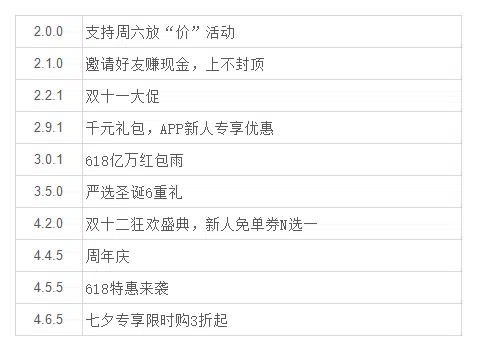 2.0.0 支持周六放“价”活动
2.1.0 邀请好友赚现金，上不封顶
2.2.1 双十一大促
2.9.1 千元礼包，APP新人专享优惠
3.0.1 618亿万红包雨
3.5.0 严选圣诞6重礼
4.2.0 双十二狂欢盛典，新人免单券N选一
4.4.5 周年庆
4.5.5 618特惠来袭
4.6.5 七夕专享限时购3折起